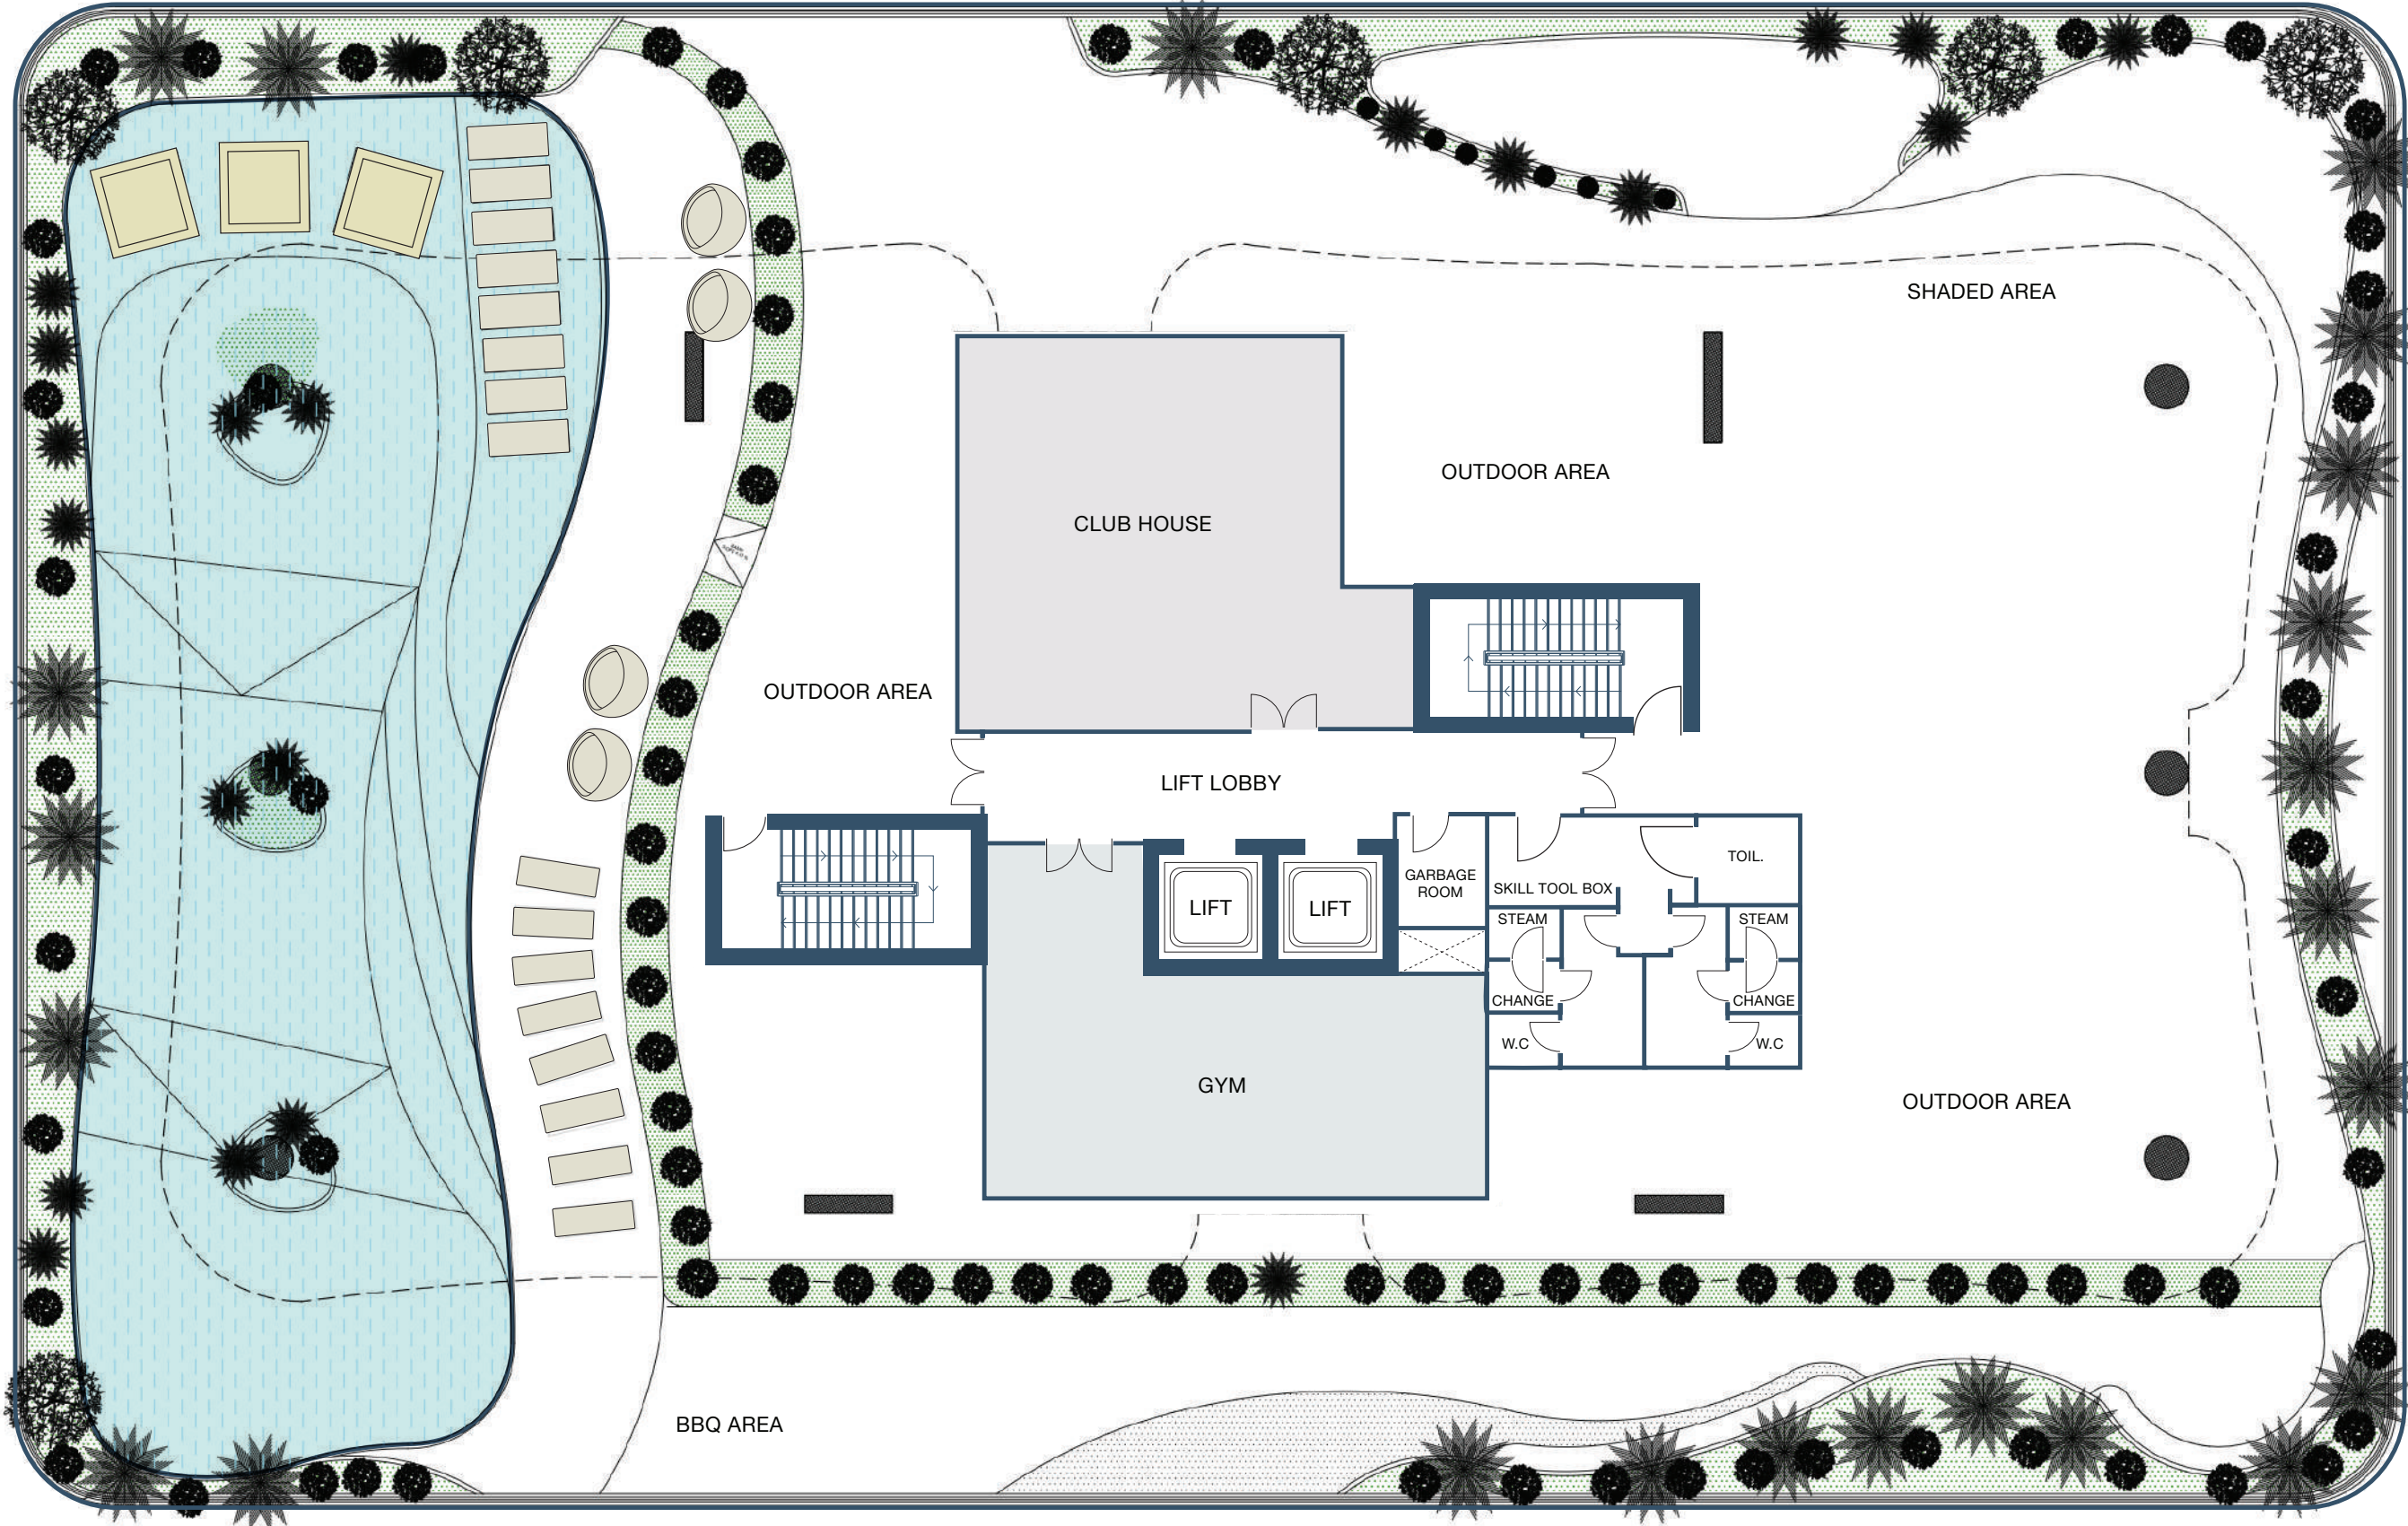 SHADED AREA
OUTDOOR AREA
CLUB HOUSE
OUTDOOR AREA
LIFT LOBBY
TOIL.
GARBAGE
ROOM
SKILL TOOL BOX
LIFT
LIFT
STEAM
STEAM
CHANGE
CHANGE
W.C
W.C
GYM
OUTDOOR AREA
BBQ AREA